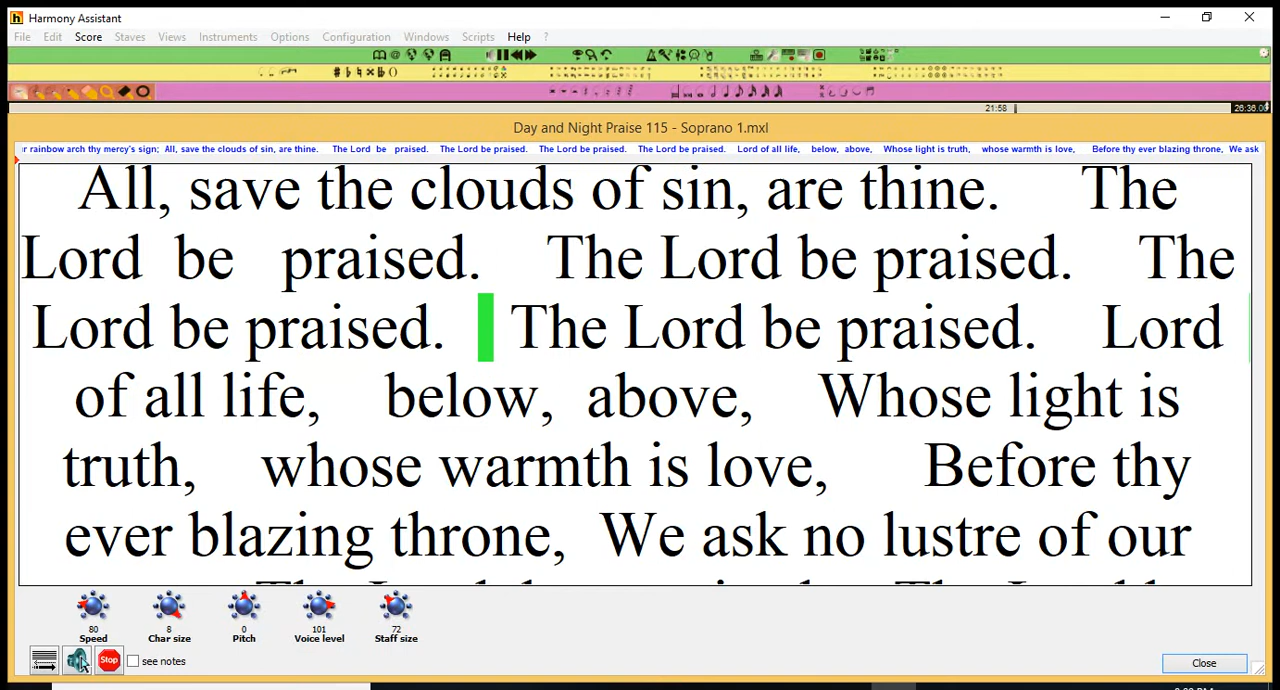 Harmony Assistant
File Edit Score Staves Views Instruments Options Configuration Windows Scripts Help ?
21:58 26:36.00
Day and Night Praise 115 - Soprano 1.mxl
r rainbow arch thy mercy's sign; All, save the clouds of sin, are thine. The Lord be praised. The Lord be praised. The Lord be praised. The Lord be praised. Lord of all life, below, above, Whose light is truth, whose warmth is love, Before thy ever blazing throne, We ask
All, save the clouds of sin, are thine. The
Lord be praised. The Lord be praised. The
Lord be praised. The Lord be praised. Lord
of all life, below, above, Whose light is
truth, whose warmth is love, Before thy
ever blazing throne, We ask no lustre of our
80 8 0 101 72
Speed Char size Pitch Voice level Staff size
Stop see notes Close